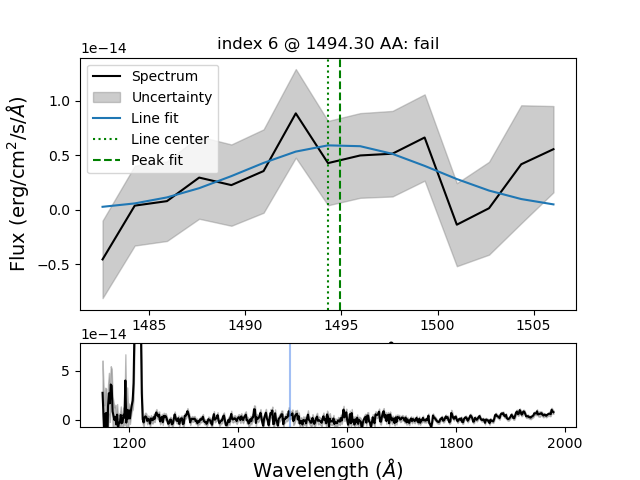 index 6 @ 1494.30 AA: fail
1e−14
Spectrum
Uncertainty
Line fit
Line center
Peak fit
Flux (erg/cm²/s/Å)
1.0
0.5
0.0
−0.5
1485 1490 1495 1500 1505
1e−14
5
0
1200 1400 1600 1800 2000
Wavelength (Å)